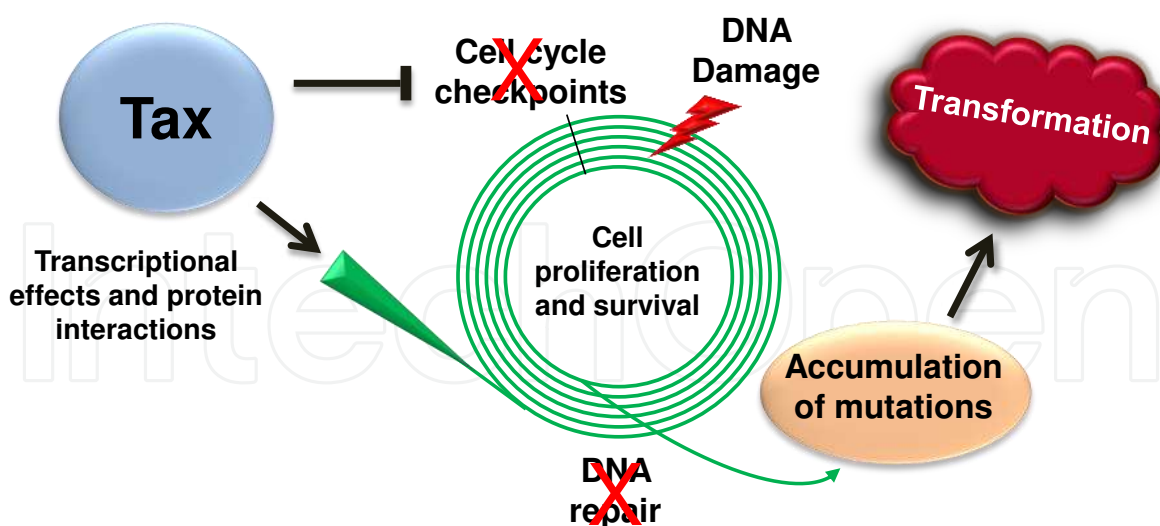 Tax
Cell cycle
checkpoints
DNA
Damage
Transformation
Transcriptional
effects and protein
interactions
Cell
proliferation
and survival
Accumulation
of mutations
DNA
repair
IntechOpen